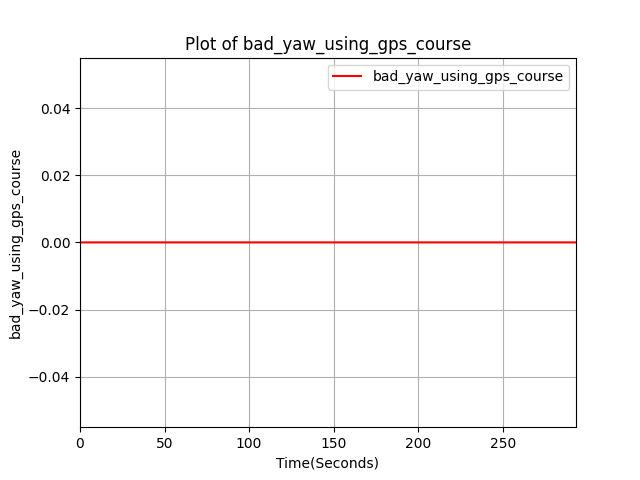 Plot of bad_yaw_using_gps_course
bad_yaw_using_gps_course
0.04
0.02
0.00
−0.02
−0.04
bad_yaw_using_gps_course
0 50 100 150 200 250
Time(Seconds)